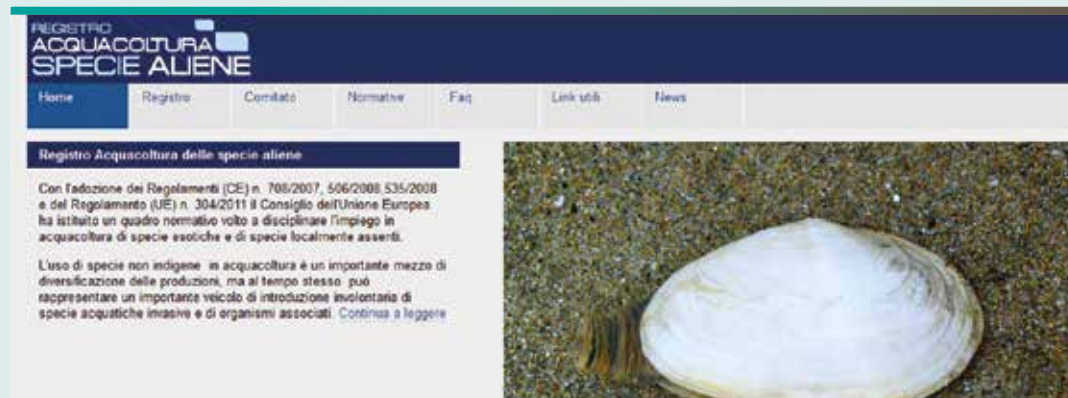 REGISTRO
ACQUACOLTURA
SPECIE ALIENE
Home Registro Comitato Normative Faq Link utili News
Registro Acquacoltura delle specie aliene
Con l'adozione dei Regolamenti (CE) n. 708/2007, 506/2008,535/2008
e del Regolamento (UE) n. 304/2011 il Consiglio dell'Unione Europea
ha istituito un quadro normativo volto a disciplinare l'impiego in
acquacoltura di specie esotiche e di specie localmente assenti.
L'uso di specie non indigene in acquacoltura è un importante mezzo di
diversificazione delle produzioni, ma al tempo stesso può
rappresentare un importante veicolo di introduzione involontaria di
specie acquatiche invasive e di organismi associati. Continua a leggere